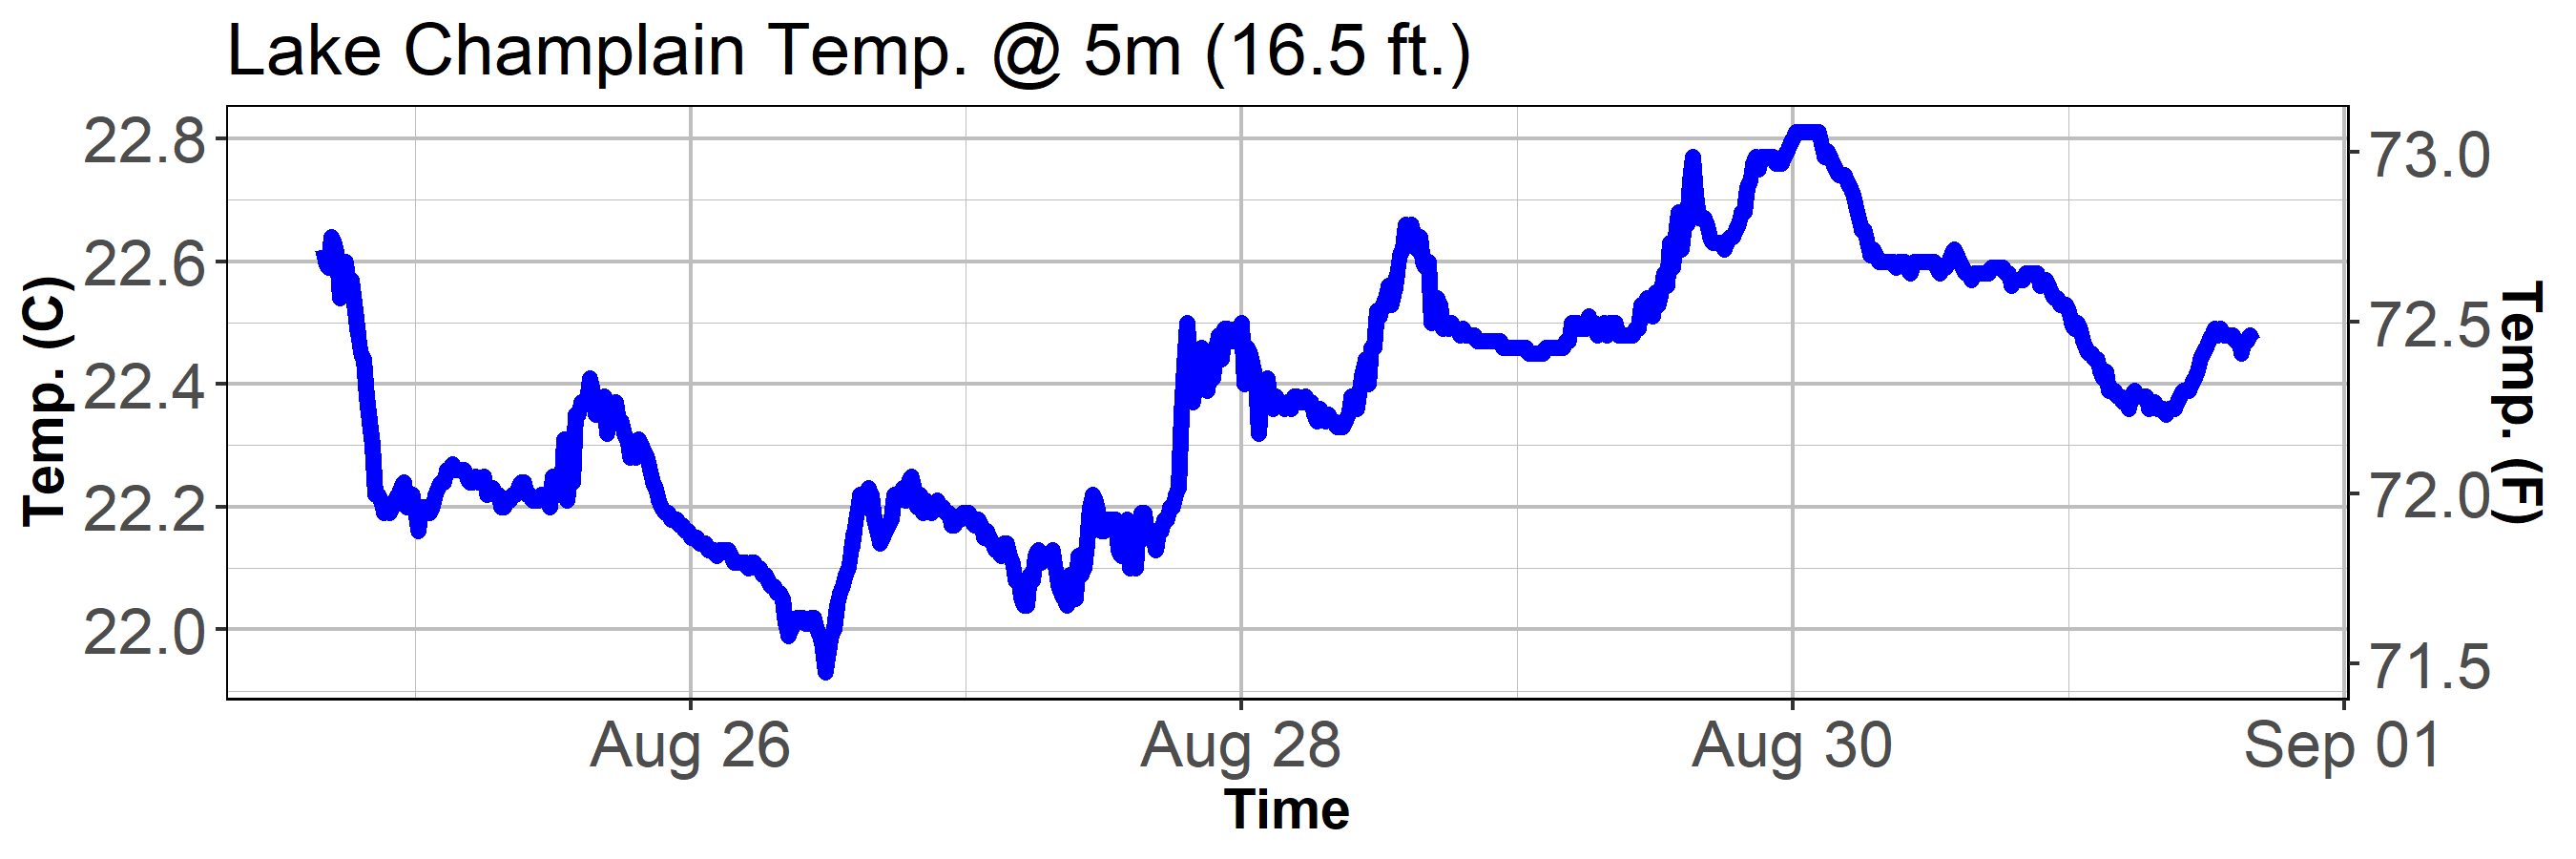 Lake Champlain Temp. @ 5m (16.5 ft.)
Temp. (C)
22.8
22.6
22.4
22.2
22.0
73.0
72.5
72.0
71.5
Temp. (F)
Aug 26 Aug 28 Aug 30 Sep 01
Time